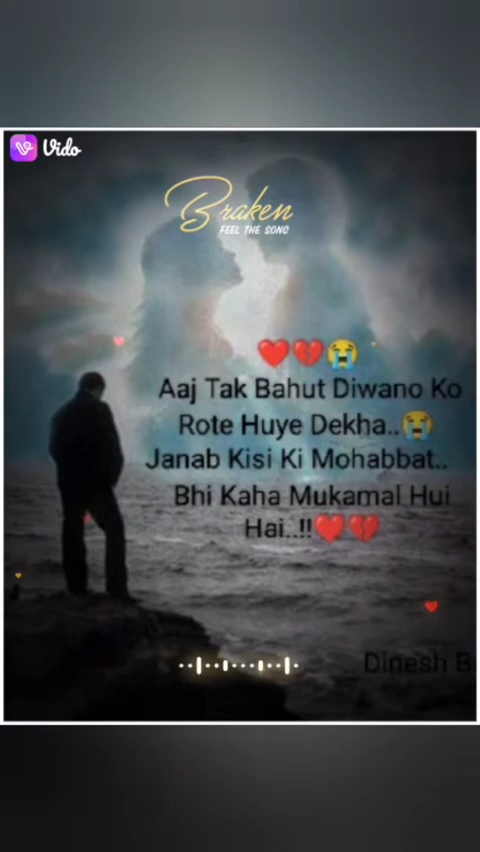 Vido
Braken
FEEL THE SONG
❤️💔😭
Aaj Tak Bahut Diwano Ko
Rote Huye Dekha..😭
Janab Kisi Ki Mohabbat..
Bhi Kaha Mukamal Hui
Hai..!!❤️💔
Dinesh